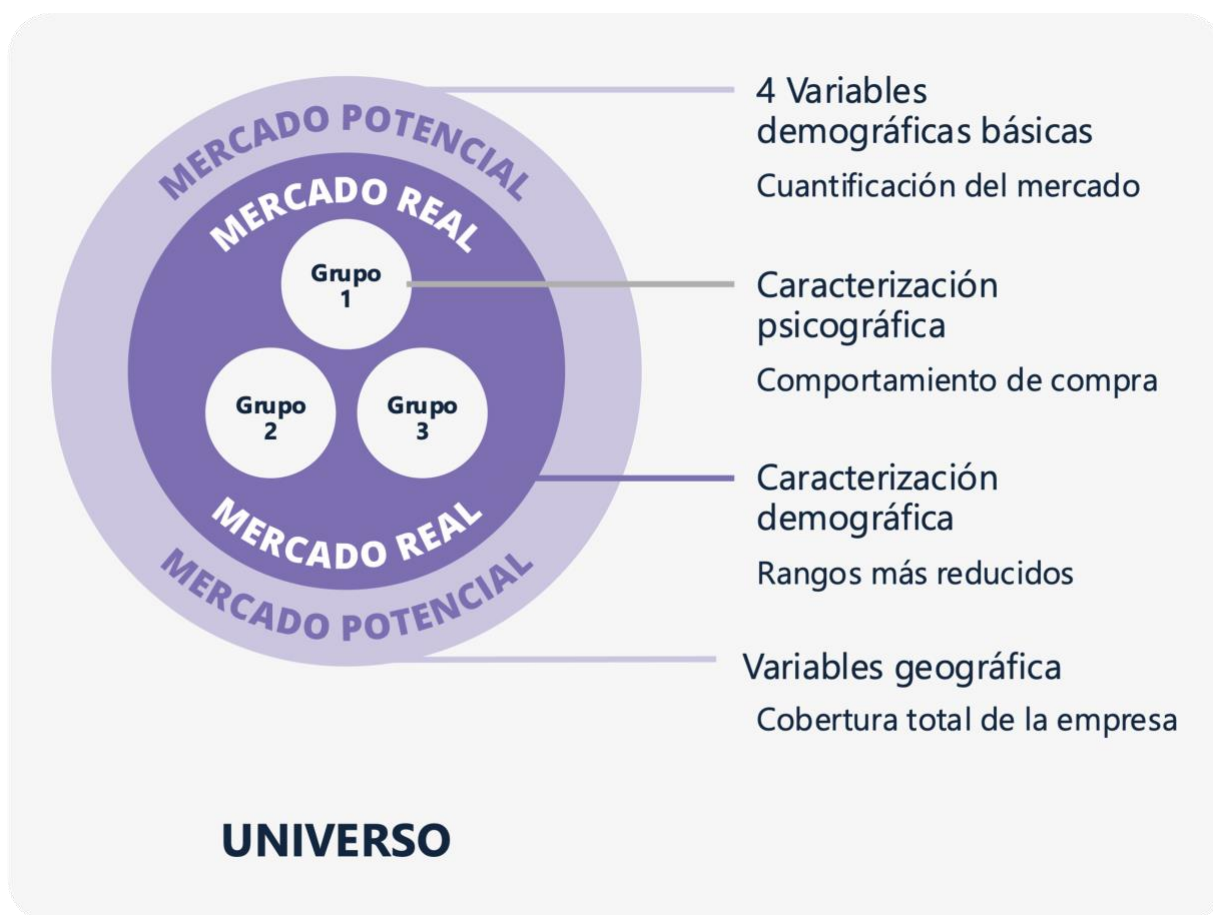 MERCADO POTENCIAL
MERCADO REAL
Grupo
1
Grupo
2
Grupo
3
MERCADO REAL
MERCADO POTENCIAL
4 Variables
demográficas básicas
Cuantificación del mercado
Caracterización
psicográfica
Comportamiento de compra
Caracterización
demográfica
Rangos más reducidos
Variables geográfica
Cobertura total de la empresa
UNIVERSO